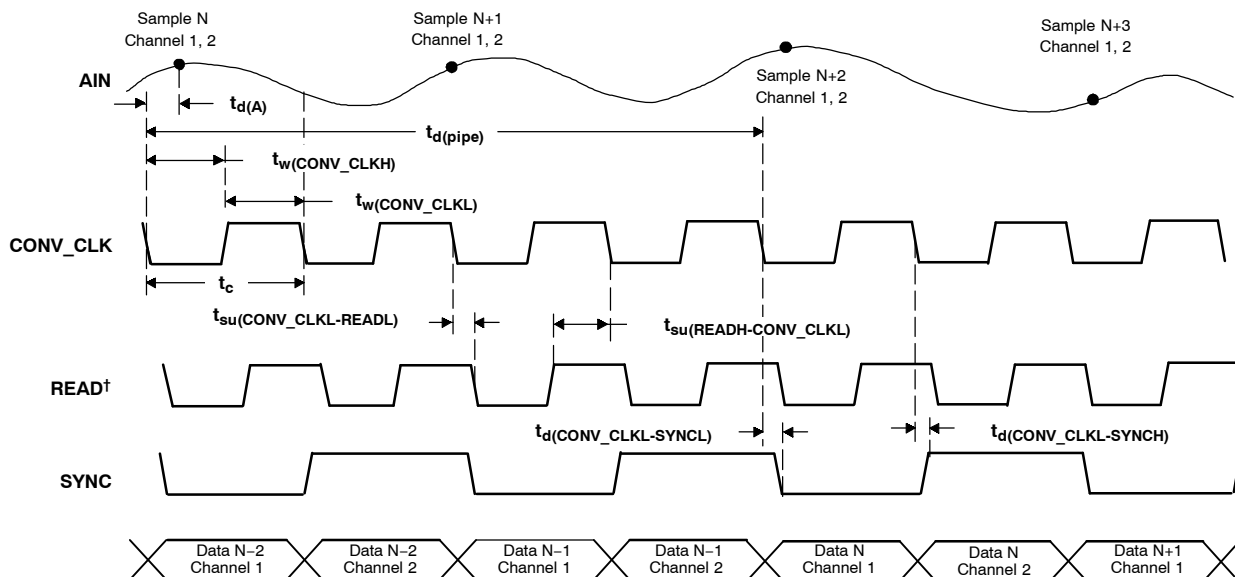 Sample N
Channel 1, 2
Sample N+1
Channel 1, 2
Sample N+3
Channel 1, 2
AIN
Sample N+2
Channel 1, 2
td(A)
td(pipe)
tw(CONV_CLKH)
tw(CONV_CLKL)
CONV_CLK
tc
tsu(CONV_CLKL-READL)
tsu(READH-CONV_CLKL)
READ†
td(CONV_CLKL-SYNCL)
td(CONV_CLKL-SYNCH)
SYNC
Data N−2
Channel 1
Data N−2
Channel 2
Data N−1
Channel 1
Data N−1
Channel 2
Data N
Channel 1
Data N
Channel 2
Data N+1
Channel 1